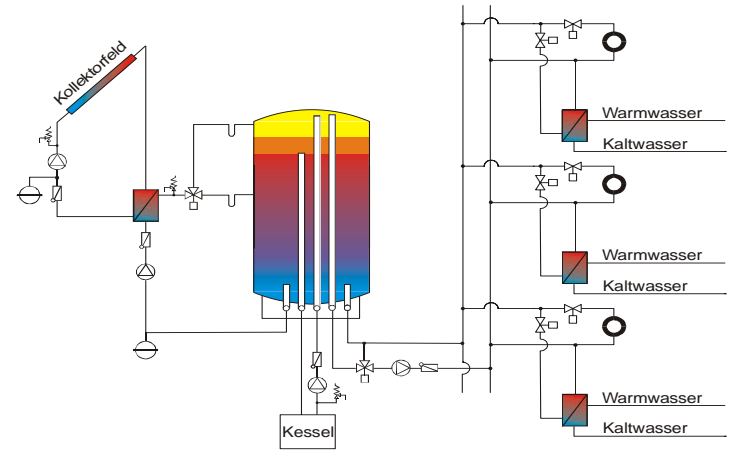 Kollektorfeld
Warmwasser
Kaltwasser
Warmwasser
Kaltwasser
Warmwasser
Kaltwasser
Kessel